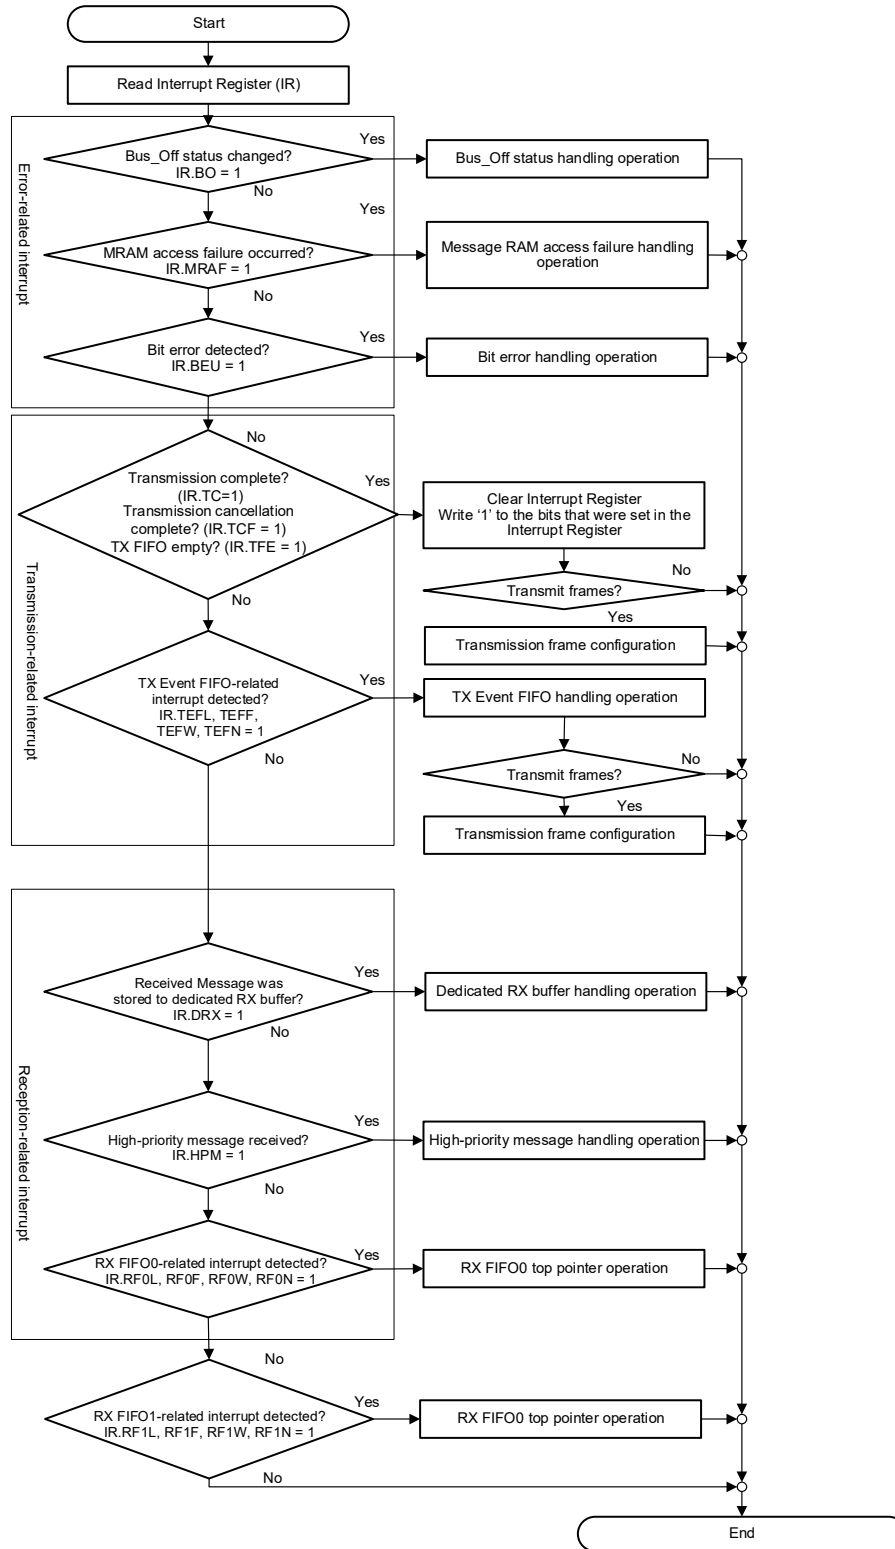 Start
Read Interrupt Register (IR)
Error-related interrupt
Bus_Off status changed?
IR.BO = 1
Yes
Bus_Off status handling operation
No
Yes
MRAM access failure occurred?
IR.MRAF = 1
Message RAM access failure handling
operation
No
Yes
Bit error detected?
IR.BEU = 1
Bit error handling operation
No
Transmission-related interrupt
Transmission complete?
(IR.TC=1)
Transmission cancellation
complete? (IR.TCF = 1)
TX FIFO empty? (IR.TFE = 1)
Yes
Clear Interrupt Register
Write ‘1’ to the bits that were set in the
Interrupt Register
No
Transmit frames?
No
Yes
Transmission frame configuration
TX Event FIFO-related
interrupt detected?
IR.TEFL, TEFF,
TEFW, TEFN = 1
Yes
TX Event FIFO handling operation
No
Transmit frames?
No
Yes
Transmission frame configuration
Reception-related interrupt
Received Message was
stored to dedicated RX buffer?
IR.DRX = 1
Yes
Dedicated RX buffer handling operation
No
High-priority message received?
IR.HPM = 1
Yes
High-priority message handling operation
No
RX FIFO0-related interrupt detected?
IR.RF0L, RF0F, RF0W, RF0N = 1
Yes
RX FIFO0 top pointer operation
No
RX FIFO1-related interrupt detected?
IR.RF1L, RF1F, RF1W, RF1N = 1
Yes
RX FIFO0 top pointer operation
No
End